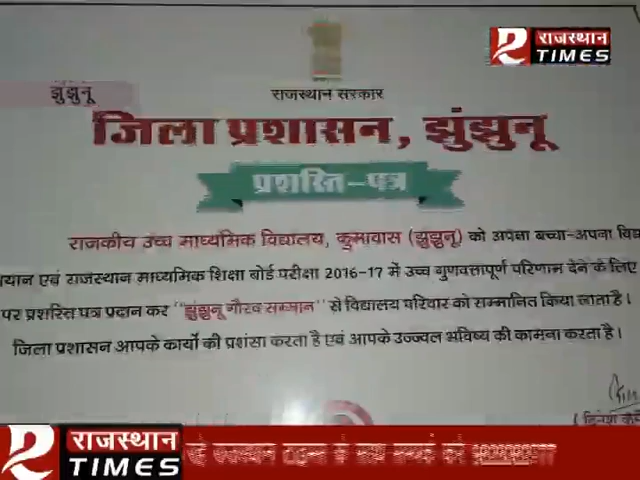 राजस्थान
TIMES
झुंझुनू
राजस्थान सरकार
जिला प्रशासन, झुंझुनू
प्रशस्ति-पत्र
राजकीय उच्च माध्यमिक विद्यालय, कुमावास (झुंझुनू) को अपना बच्चा-अपना विद्य
यान एवं राजस्थान माध्यमिक शिक्षा बोर्ड परीक्षा 2016-17 में उच्च गुणवत्तापूर्ण परिणाम देने के लिए
पर प्रशस्ति पत्र प्रदान कर "झुंझुनू गौरव सम्मान" से विद्यालय परिवार को सम्मानित किया जाता है।
जिला प्रशासन आपके कार्यों की प्रशंसा करता है एवं आपके उज्ज्वल भविष्य की कामना करता है।
राजस्थान
TIMES